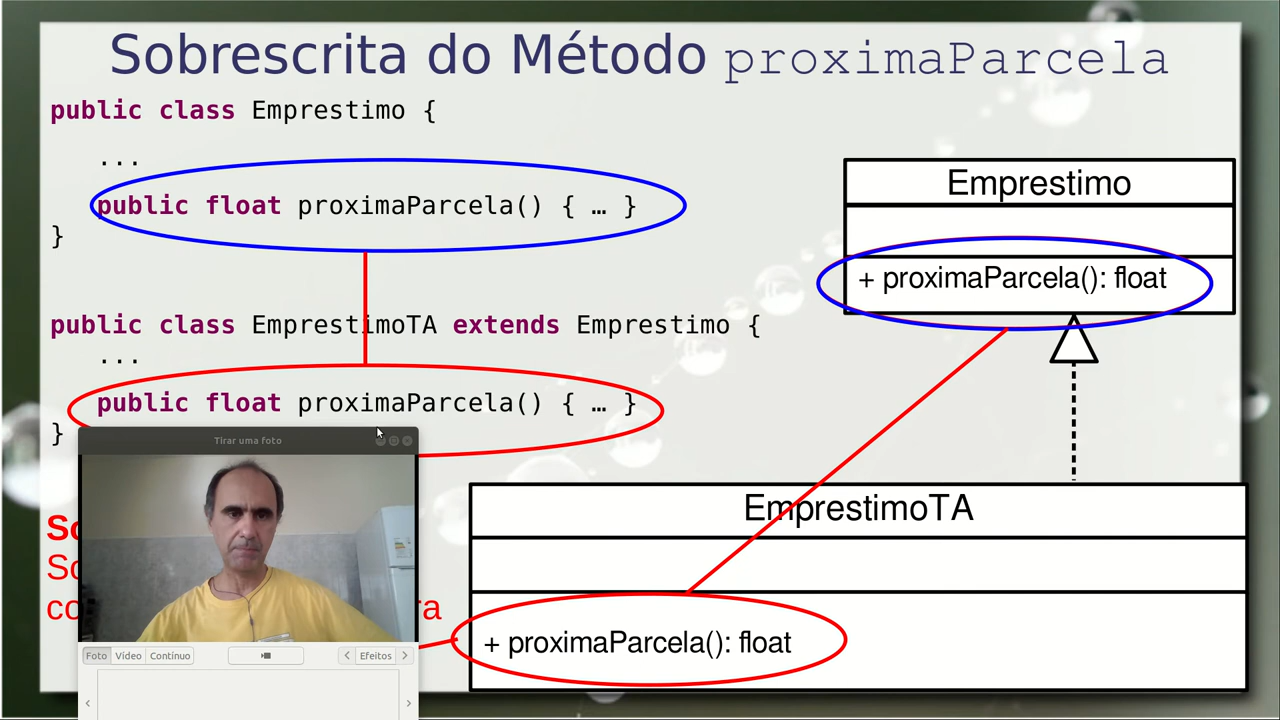 Sobrescrita do Método proximaParcela
public class Emprestimo {
...
public float proximaParcela() { … }
}
public class EmprestimoTA extends Emprestimo {
...
public float proximaParcela() { … }
}
Emprestimo
+ proximaParcela(): float
EmprestimoTA
+ proximaParcela(): float
Tirar uma foto
Foto Vídeo Contínuo
Efeitos